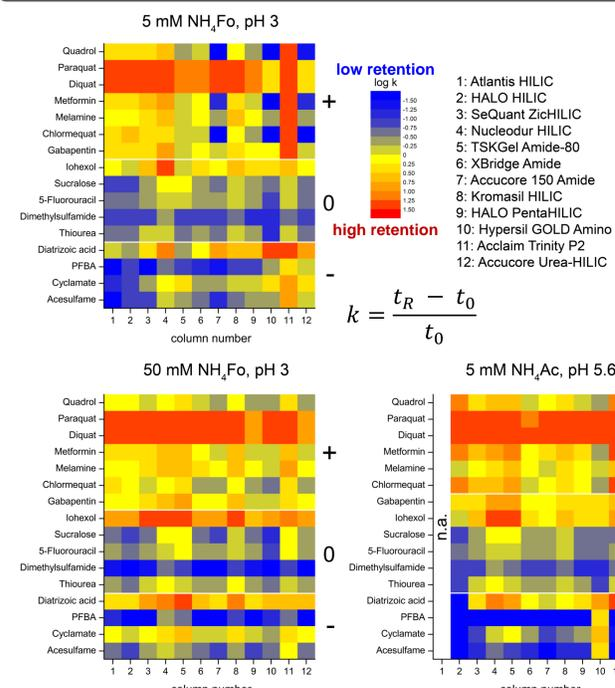 5 mM NH₄Fo, pH 3
Quadrol
Paraquat
Diquat
Metformin
Melamine
Chlormequat
Gabapentin
Iohexol
Sucralose
5-Fluorouracil
Dimethylsulfamide
Thiourea
Diatrizoic acid
PFBA
Cyclamate
Acesulfame
+
0
-
1 2 3 4 5 6 7 8 9 10 11 12
column number
low retention
log k
-1.50
-1.25
-1.00
-0.75
-0.50
-0.25
0
0.25
0.50
0.75
1.00
1.25
1.50
high retention
1: Atlantis HILIC
2: HALO HILIC
3: SeQuant ZicHILIC
4: Nucleodur HILIC
5: TSKGel Amide-80
6: XBridge Amide
7: Accucore 150 Amide
8: Kromasil HILIC
9: HALO PentaHILIC
10: Hypersil GOLD Amino
11: Acclaim Trinity P2
12: Accucore Urea-HILIC
k = (t_R − t_0) / t_0
50 mM NH₄Fo, pH 3
Quadrol
Paraquat
Diquat
Metformin
Melamine
Chlormequat
Gabapentin
Iohexol
Sucralose
5-Fluorouracil
Dimethylsulfamide
Thiourea
Diatrizoic acid
PFBA
Cyclamate
Acesulfame
+
0
-
1 2 3 4 5 6 7 8 9 10 11 12
column number
5 mM NH₄Ac, pH 5.6
Quadrol
Paraquat
Diquat
Metformin
Melamine
Chlormequat
Gabapentin
Iohexol
Sucralose
5-Fluorouracil
Dimethylsulfamide
Thiourea
Diatrizoic acid
PFBA
Cyclamate
Acesulfame
n.a.
1 2 3 4 5 6 7 8 9 10
column number